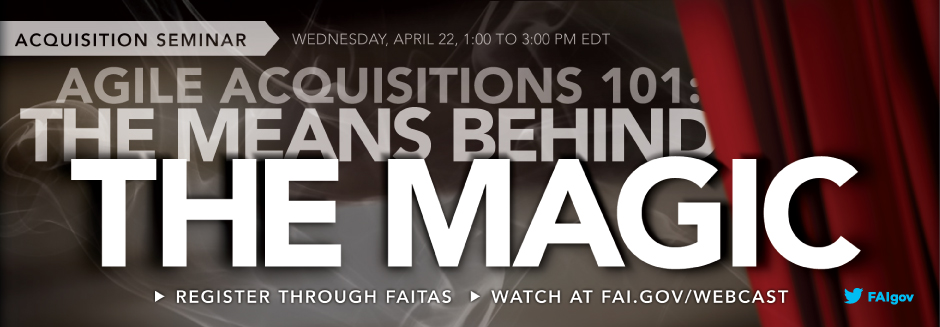 ACQUISITION SEMINAR
WEDNESDAY, APRIL 22, 1:00 TO 3:00 PM EDT
AGILE ACQUISITIONS 101:
THE MEANS BEHIND
THE MAGIC
REGISTER THROUGH FAITAS
WATCH AT FAI.GOV/WEBCAST
FAIgov